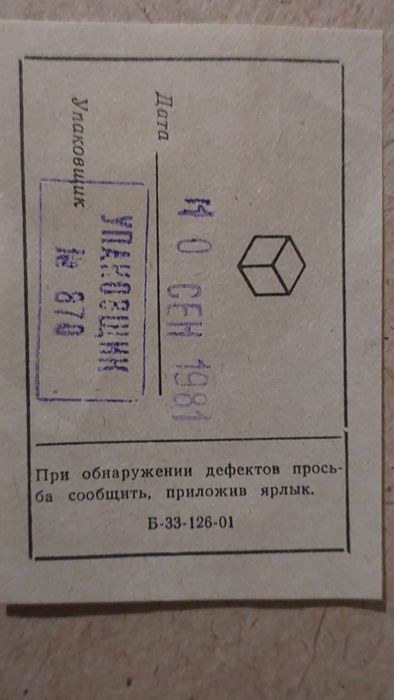 Дата
10 СЕН 1981
Упаковщик
УПАКОВЩИК
№ 870
При обнаружении дефектов прось-
ба сообщить, приложив ярлык.
Б-33-126-01